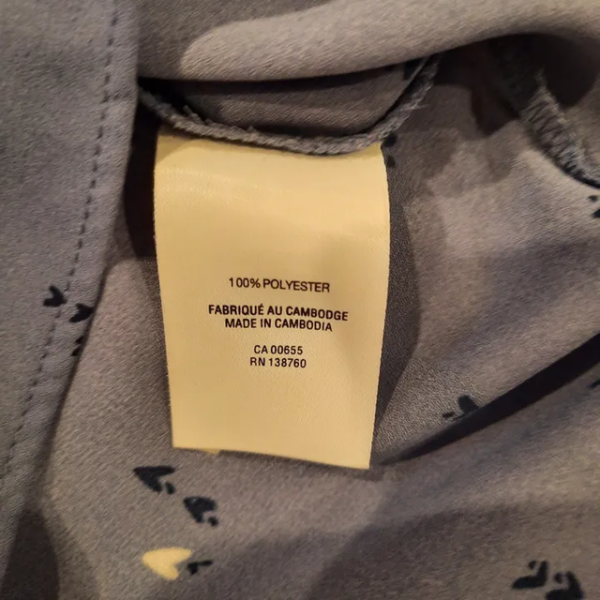 100% POLYESTER
FABRIQUÉ AU CAMBODGE
MADE IN CAMBODIA
CA 00655
RN 138760